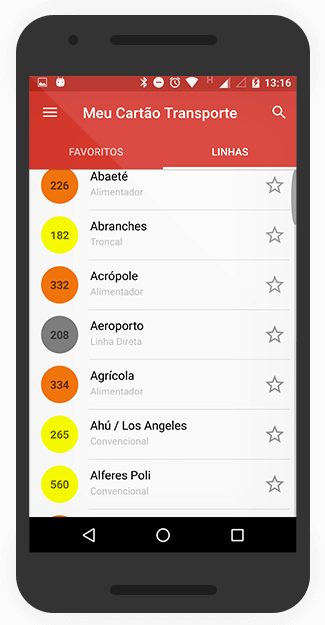 H
13:16
Meu Cartão Transporte
FAVORITOS
LINHAS
226
Abaeté
Alimentador
182
Abranches
Troncal
332
Acrópole
Alimentador
208
Aeroporto
Linha Direta
334
Agrícola
Alimentador
265
Ahú / Los Angeles
Convencional
560
Alferes Poli
Convencional